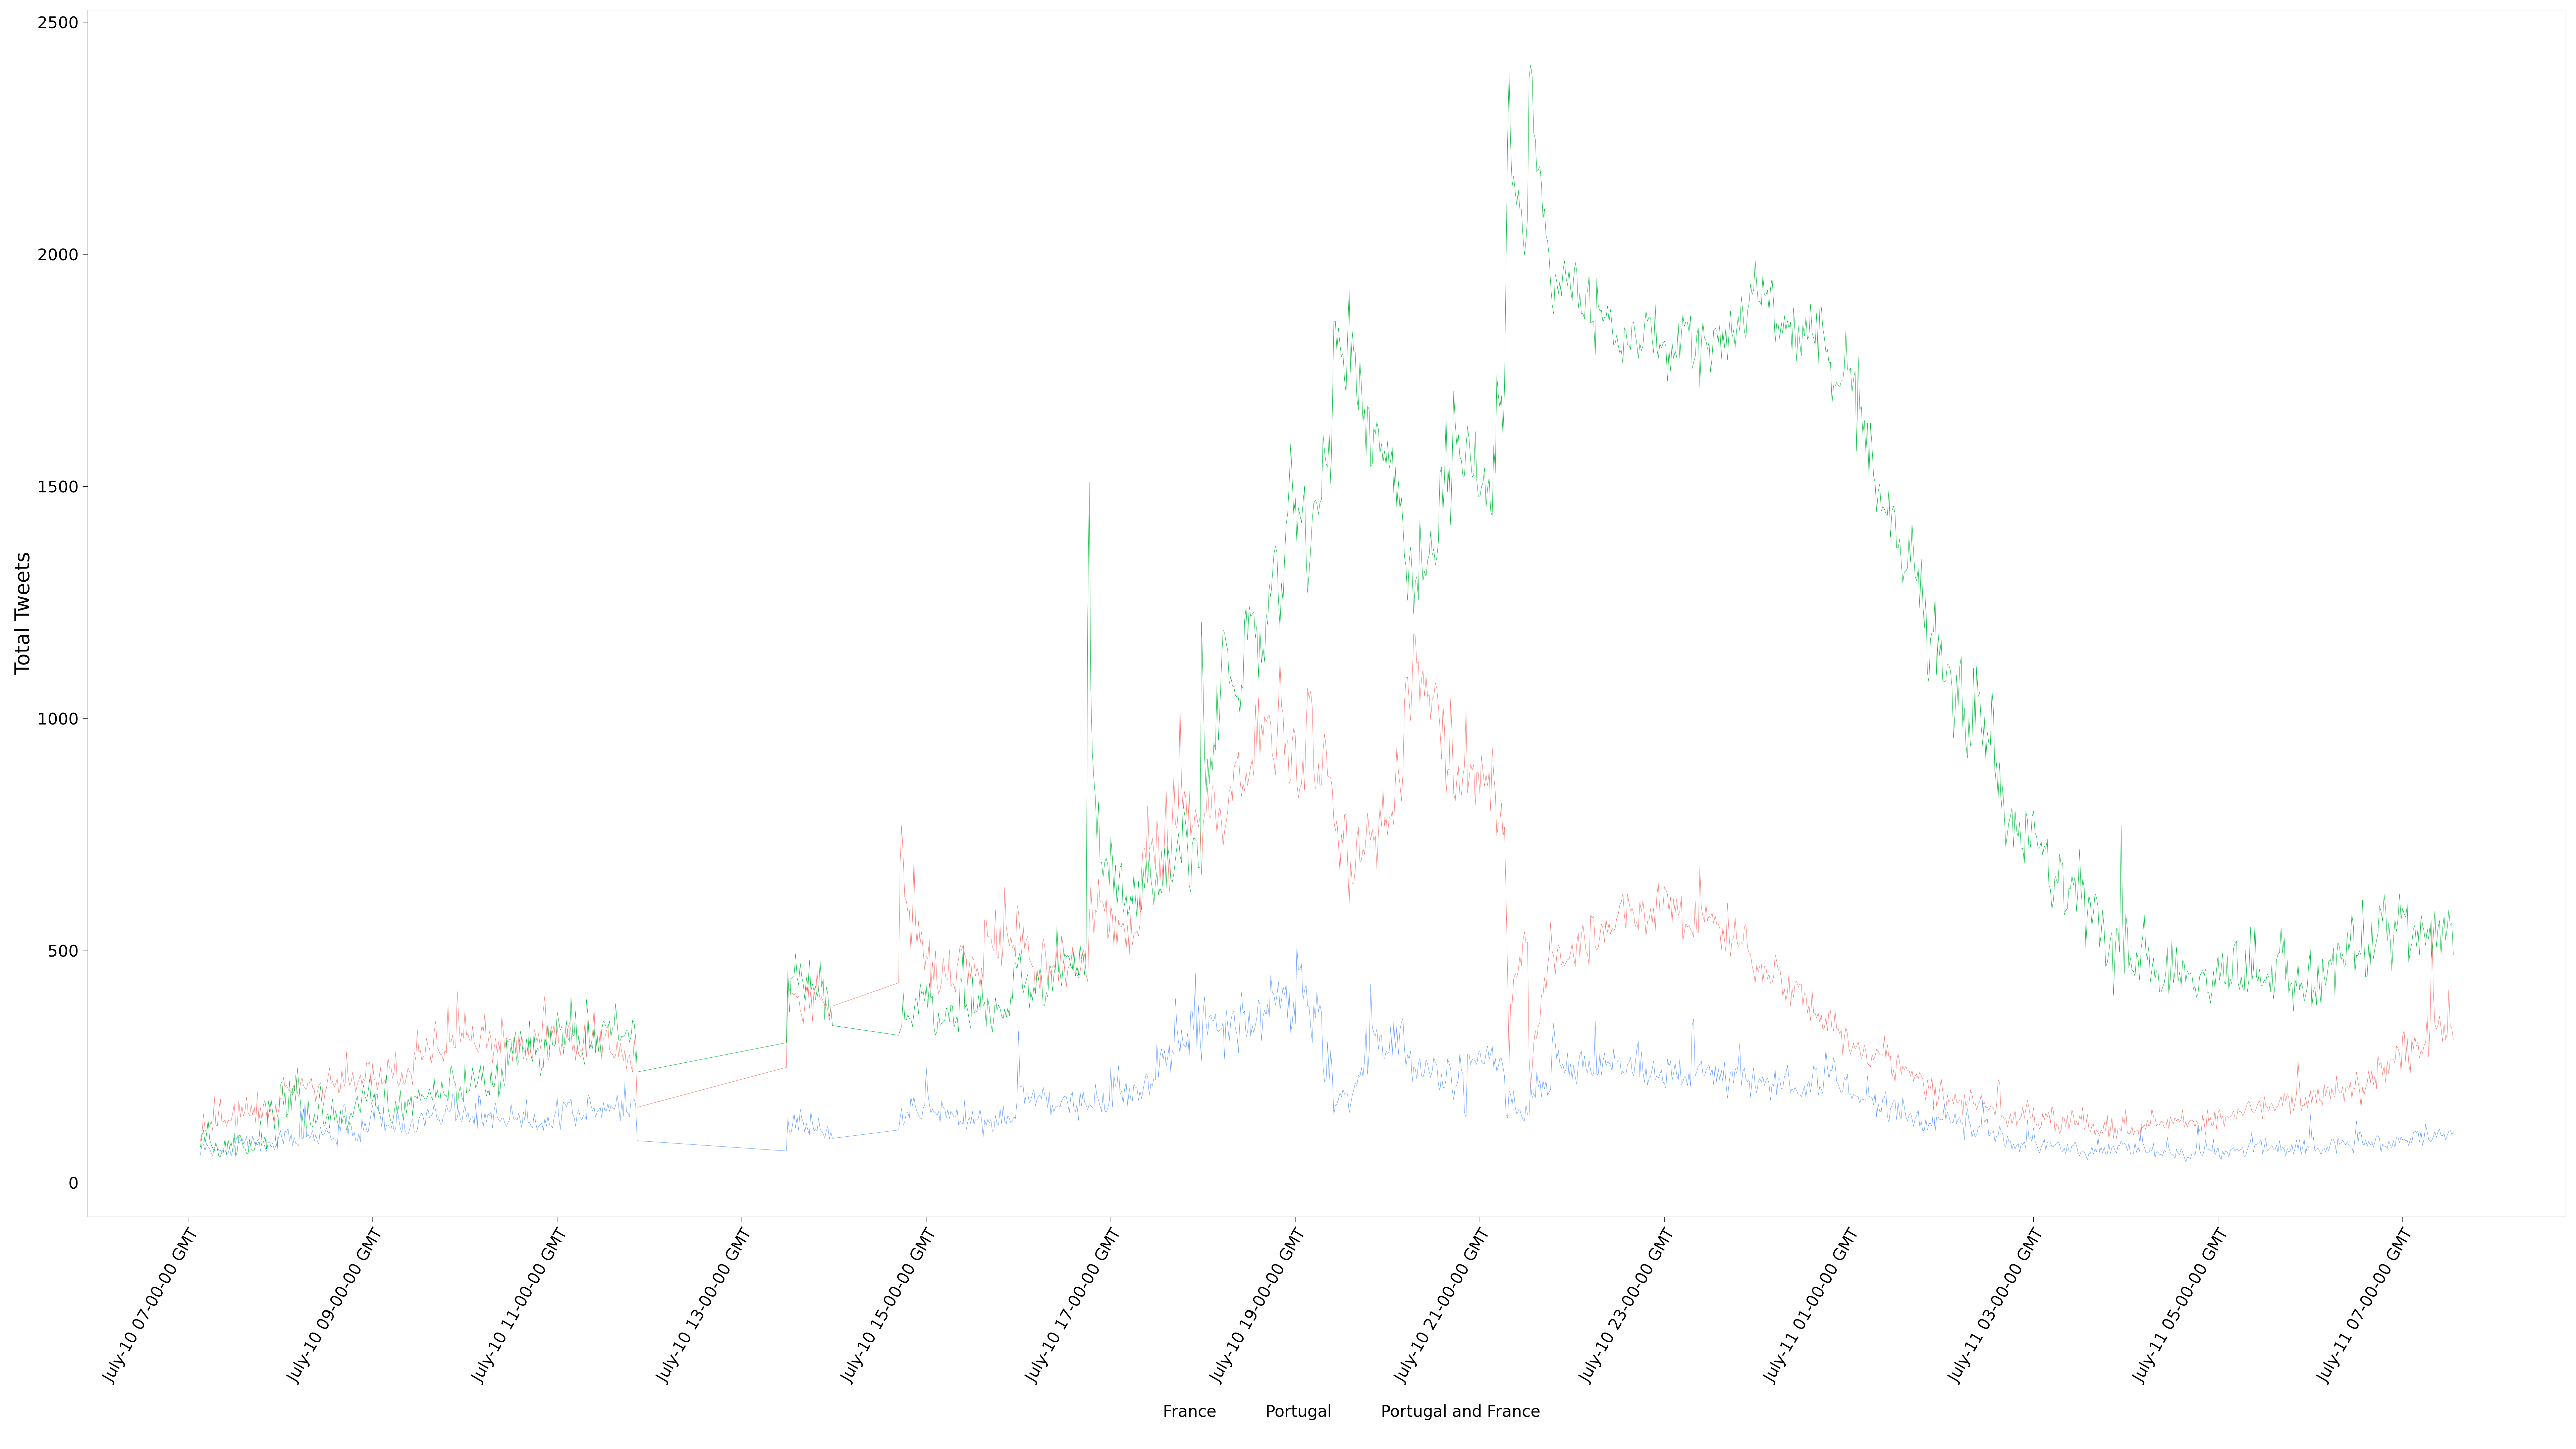 Total Tweets
2500
2000
1500
1000
500
0
July-10 07-00-00 GMT
July-10 09-00-00 GMT
July-10 11-00-00 GMT
July-10 13-00-00 GMT
July-10 15-00-00 GMT
July-10 17-00-00 GMT
July-10 19-00-00 GMT
July-10 21-00-00 GMT
July-10 23-00-00 GMT
July-11 01-00-00 GMT
July-11 03-00-00 GMT
July-11 05-00-00 GMT
July-11 07-00-00 GMT
France Portugal Portugal and France